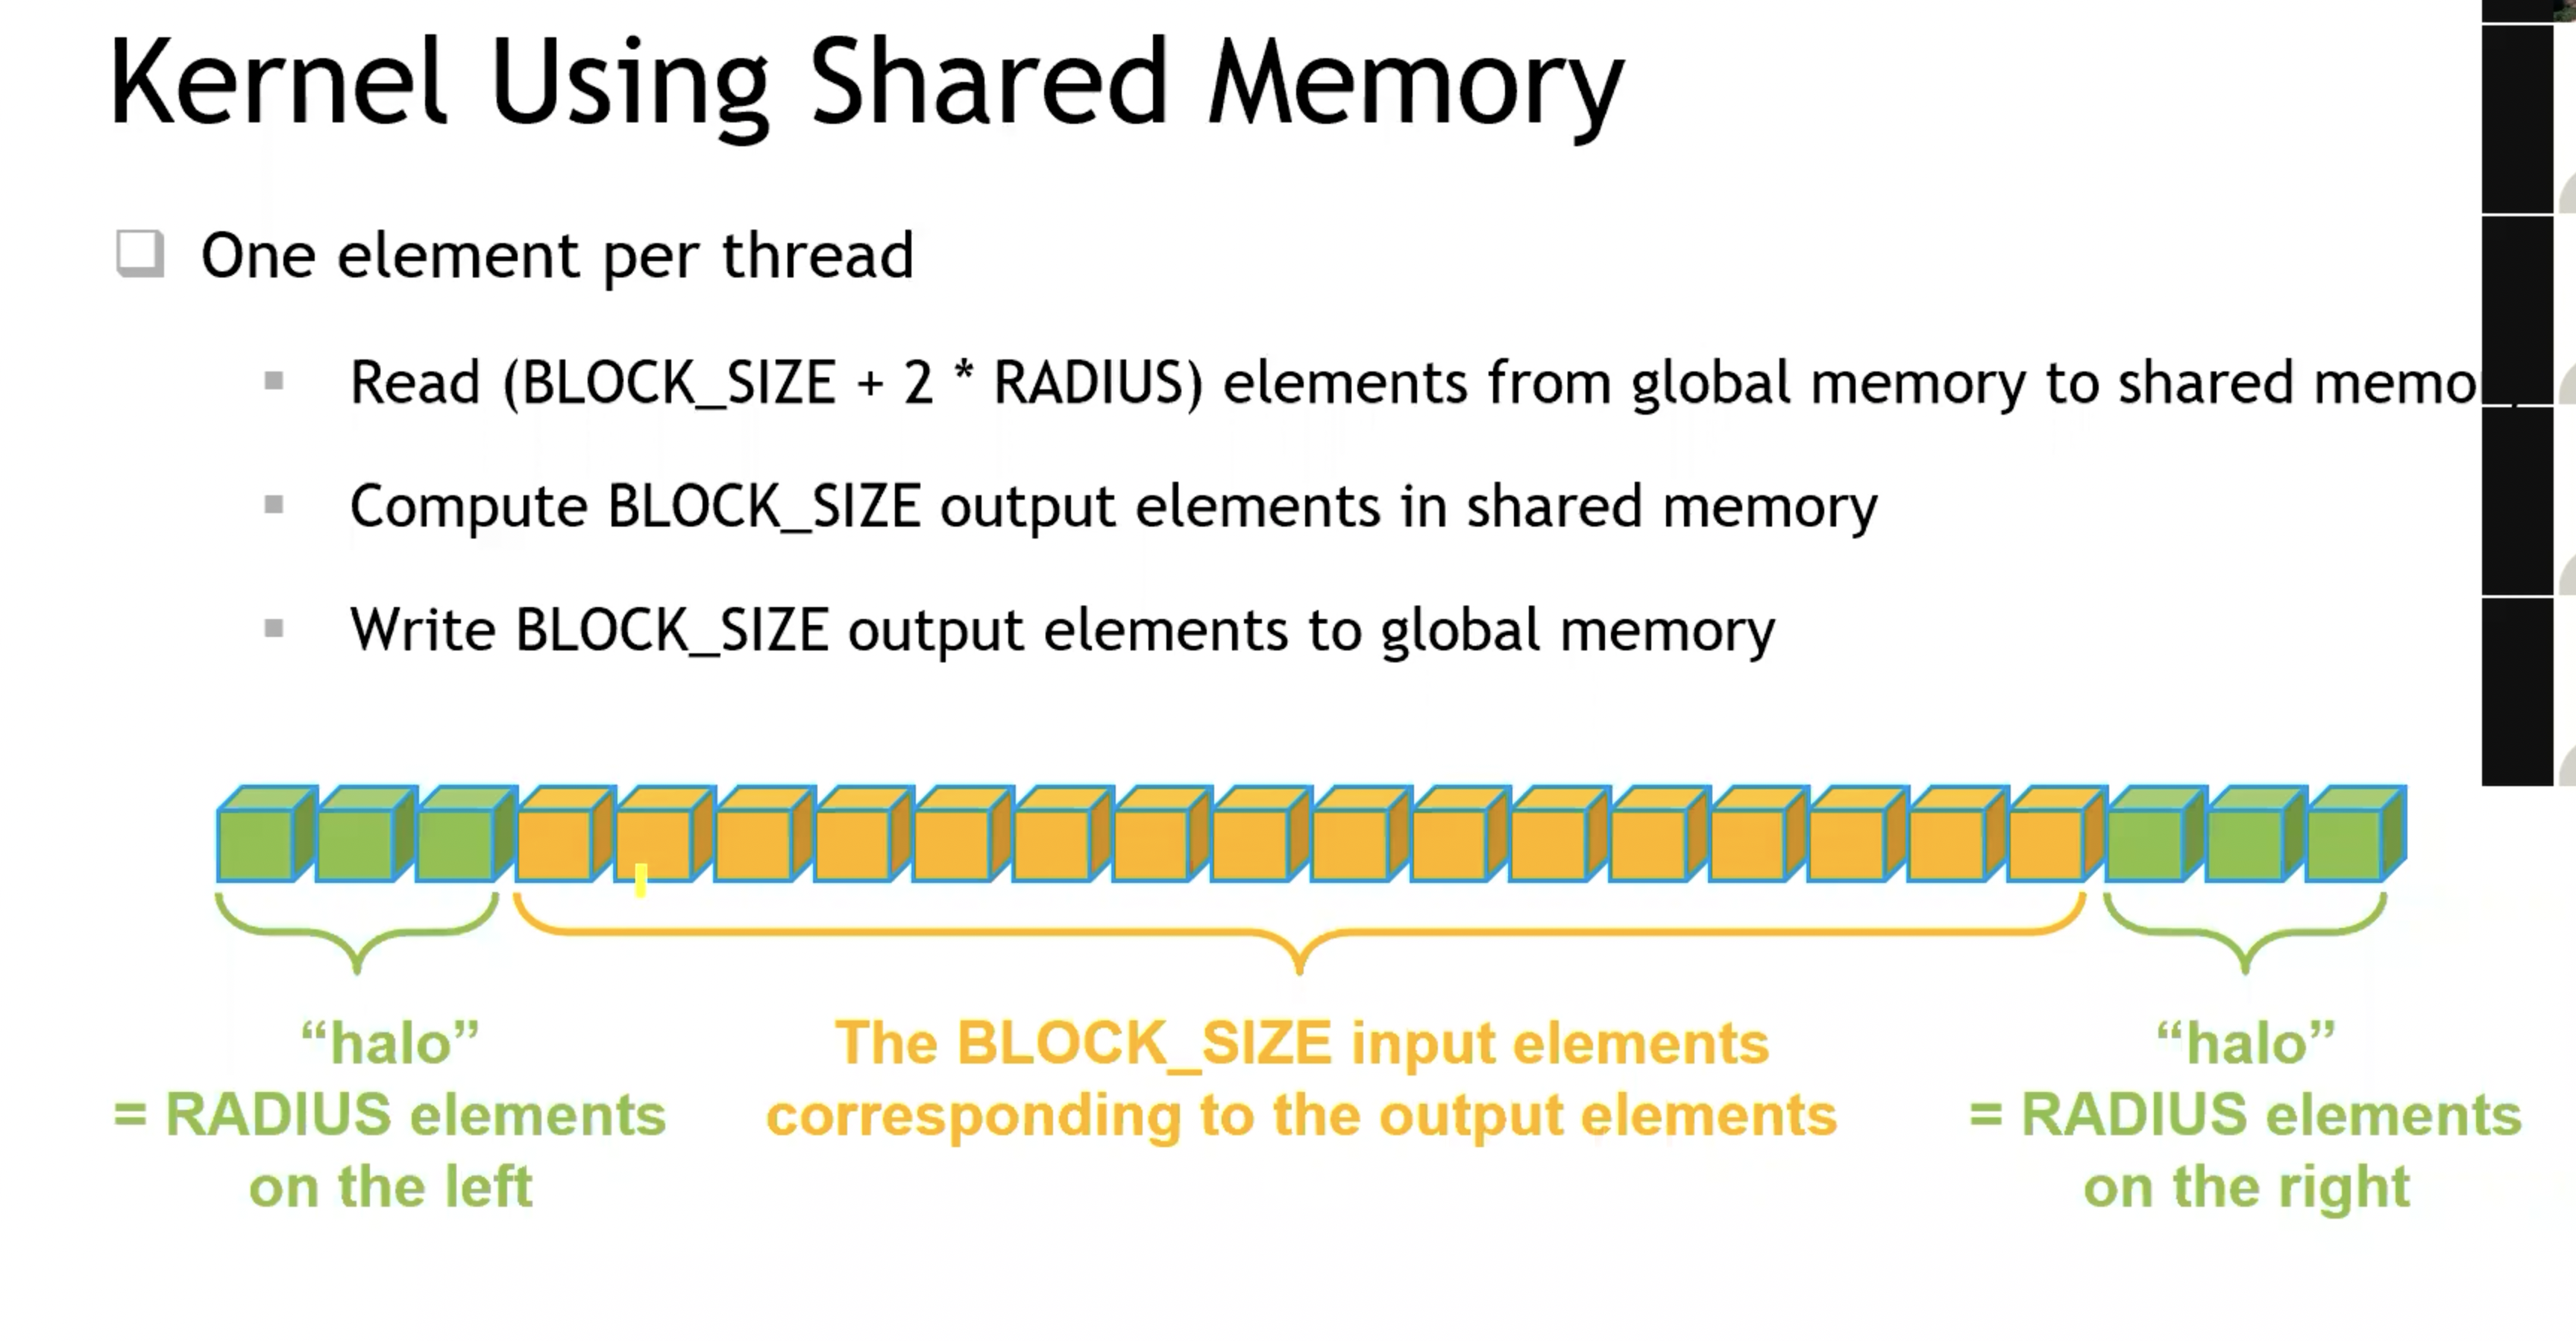 Kernel Using Shared Memory
One element per thread
Read (BLOCK_SIZE + 2 * RADIUS) elements from global memory to shared
Compute BLOCK_SIZE output elements in shared memory
Write BLOCK_SIZE output elements to global memory
“halo”
= RADIUS elements
on the left
The BLOCK_SIZE input elements
corresponding to the output elements
“halo”
= RADIUS elements
on the right